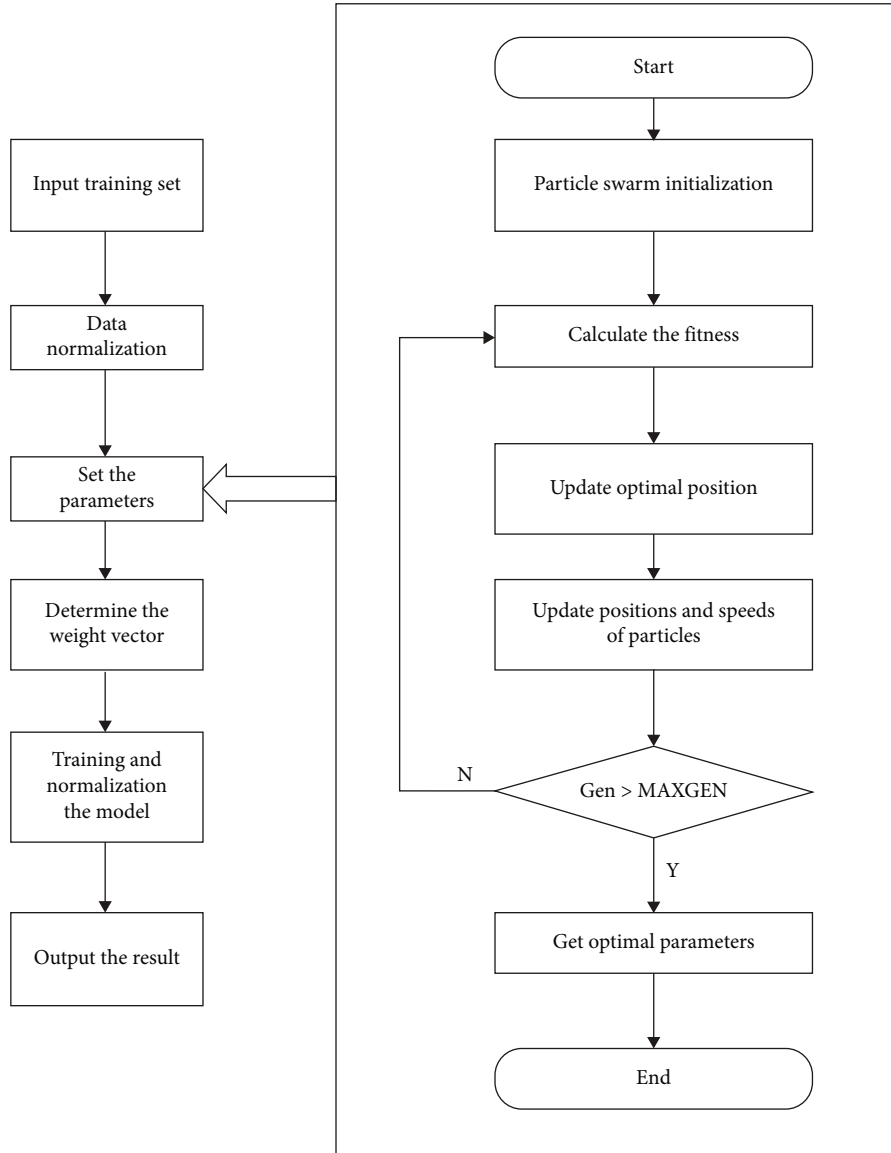 Input training set
Data
normalization
Set the
parameters
Determine the
weight vector
Training and
normalization
the model
Output the result
Start
Particle swarm initialization
Calculate the fitness
Update optimal position
Update positions and speeds
of particles
Gen > MAXGEN
N
Y
Get optimal parameters
End